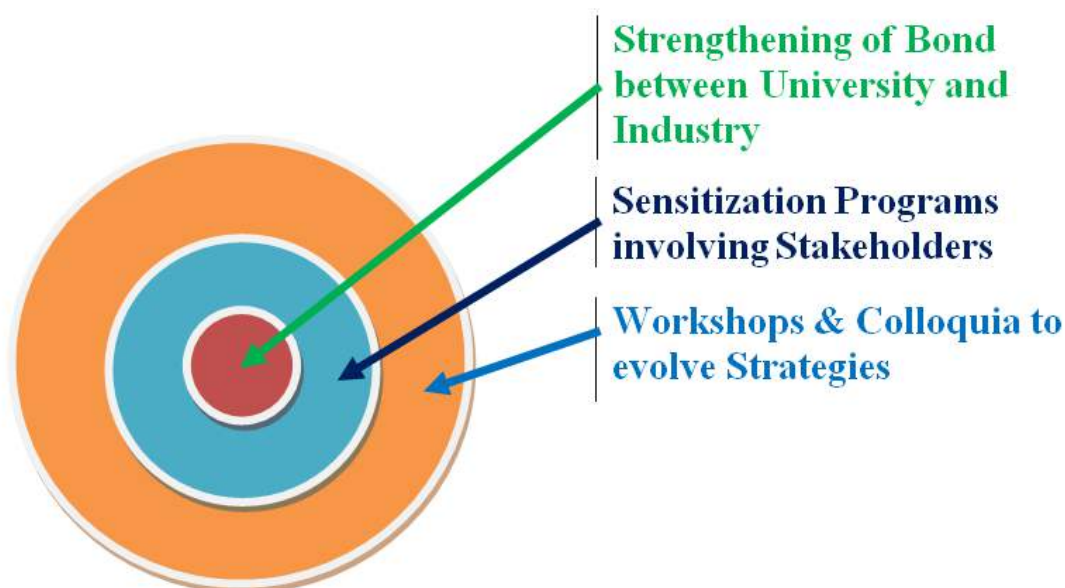 Strengthening of Bond
between University and
Industry
Sensitization Programs
involving Stakeholders
Workshops & Colloquia to
evolve Strategies